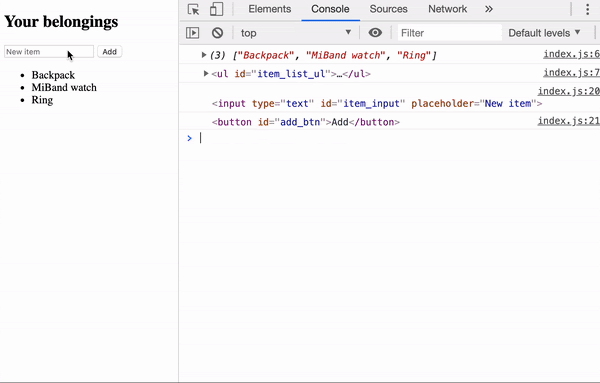 Your belongings
New item Add
Backpack
MiBand watch
Ring
Elements Console Sources Network »
top Filter Default levels
(3) ["Backpack", "MiBand watch", "Ring"] index.js:6
<ul id="item_list_ul">…</ul> index.js:7
index.js:20
<input type="text" id="item_input" placeholder="New item">
<button id="add_btn">Add</button> index.js:21